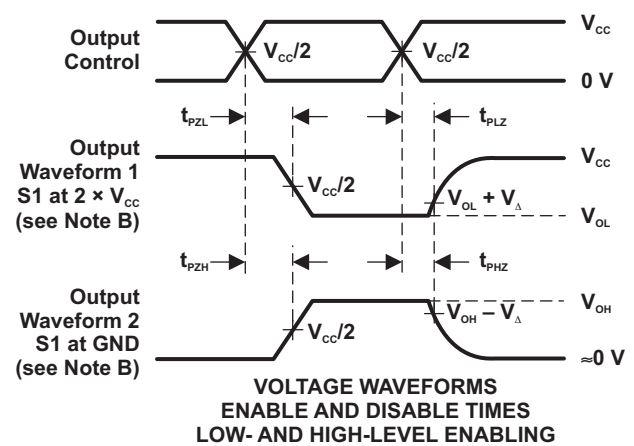 Output
Control
V_CC/2
V_CC/2
V_CC
0 V
t_PZL
t_PLZ
Output
Waveform 1
S1 at 2 × V_CC
(see Note B)
V_CC/2
V_OL + V_Δ
V_CC
V_OL
t_PZH
t_PHZ
Output
Waveform 2
S1 at GND
(see Note B)
V_CC/2
V_OH − V_Δ
V_OH
≈0 V
VOLTAGE WAVEFORMS
ENABLE AND DISABLE TIMES
LOW- AND HIGH-LEVEL ENABLING